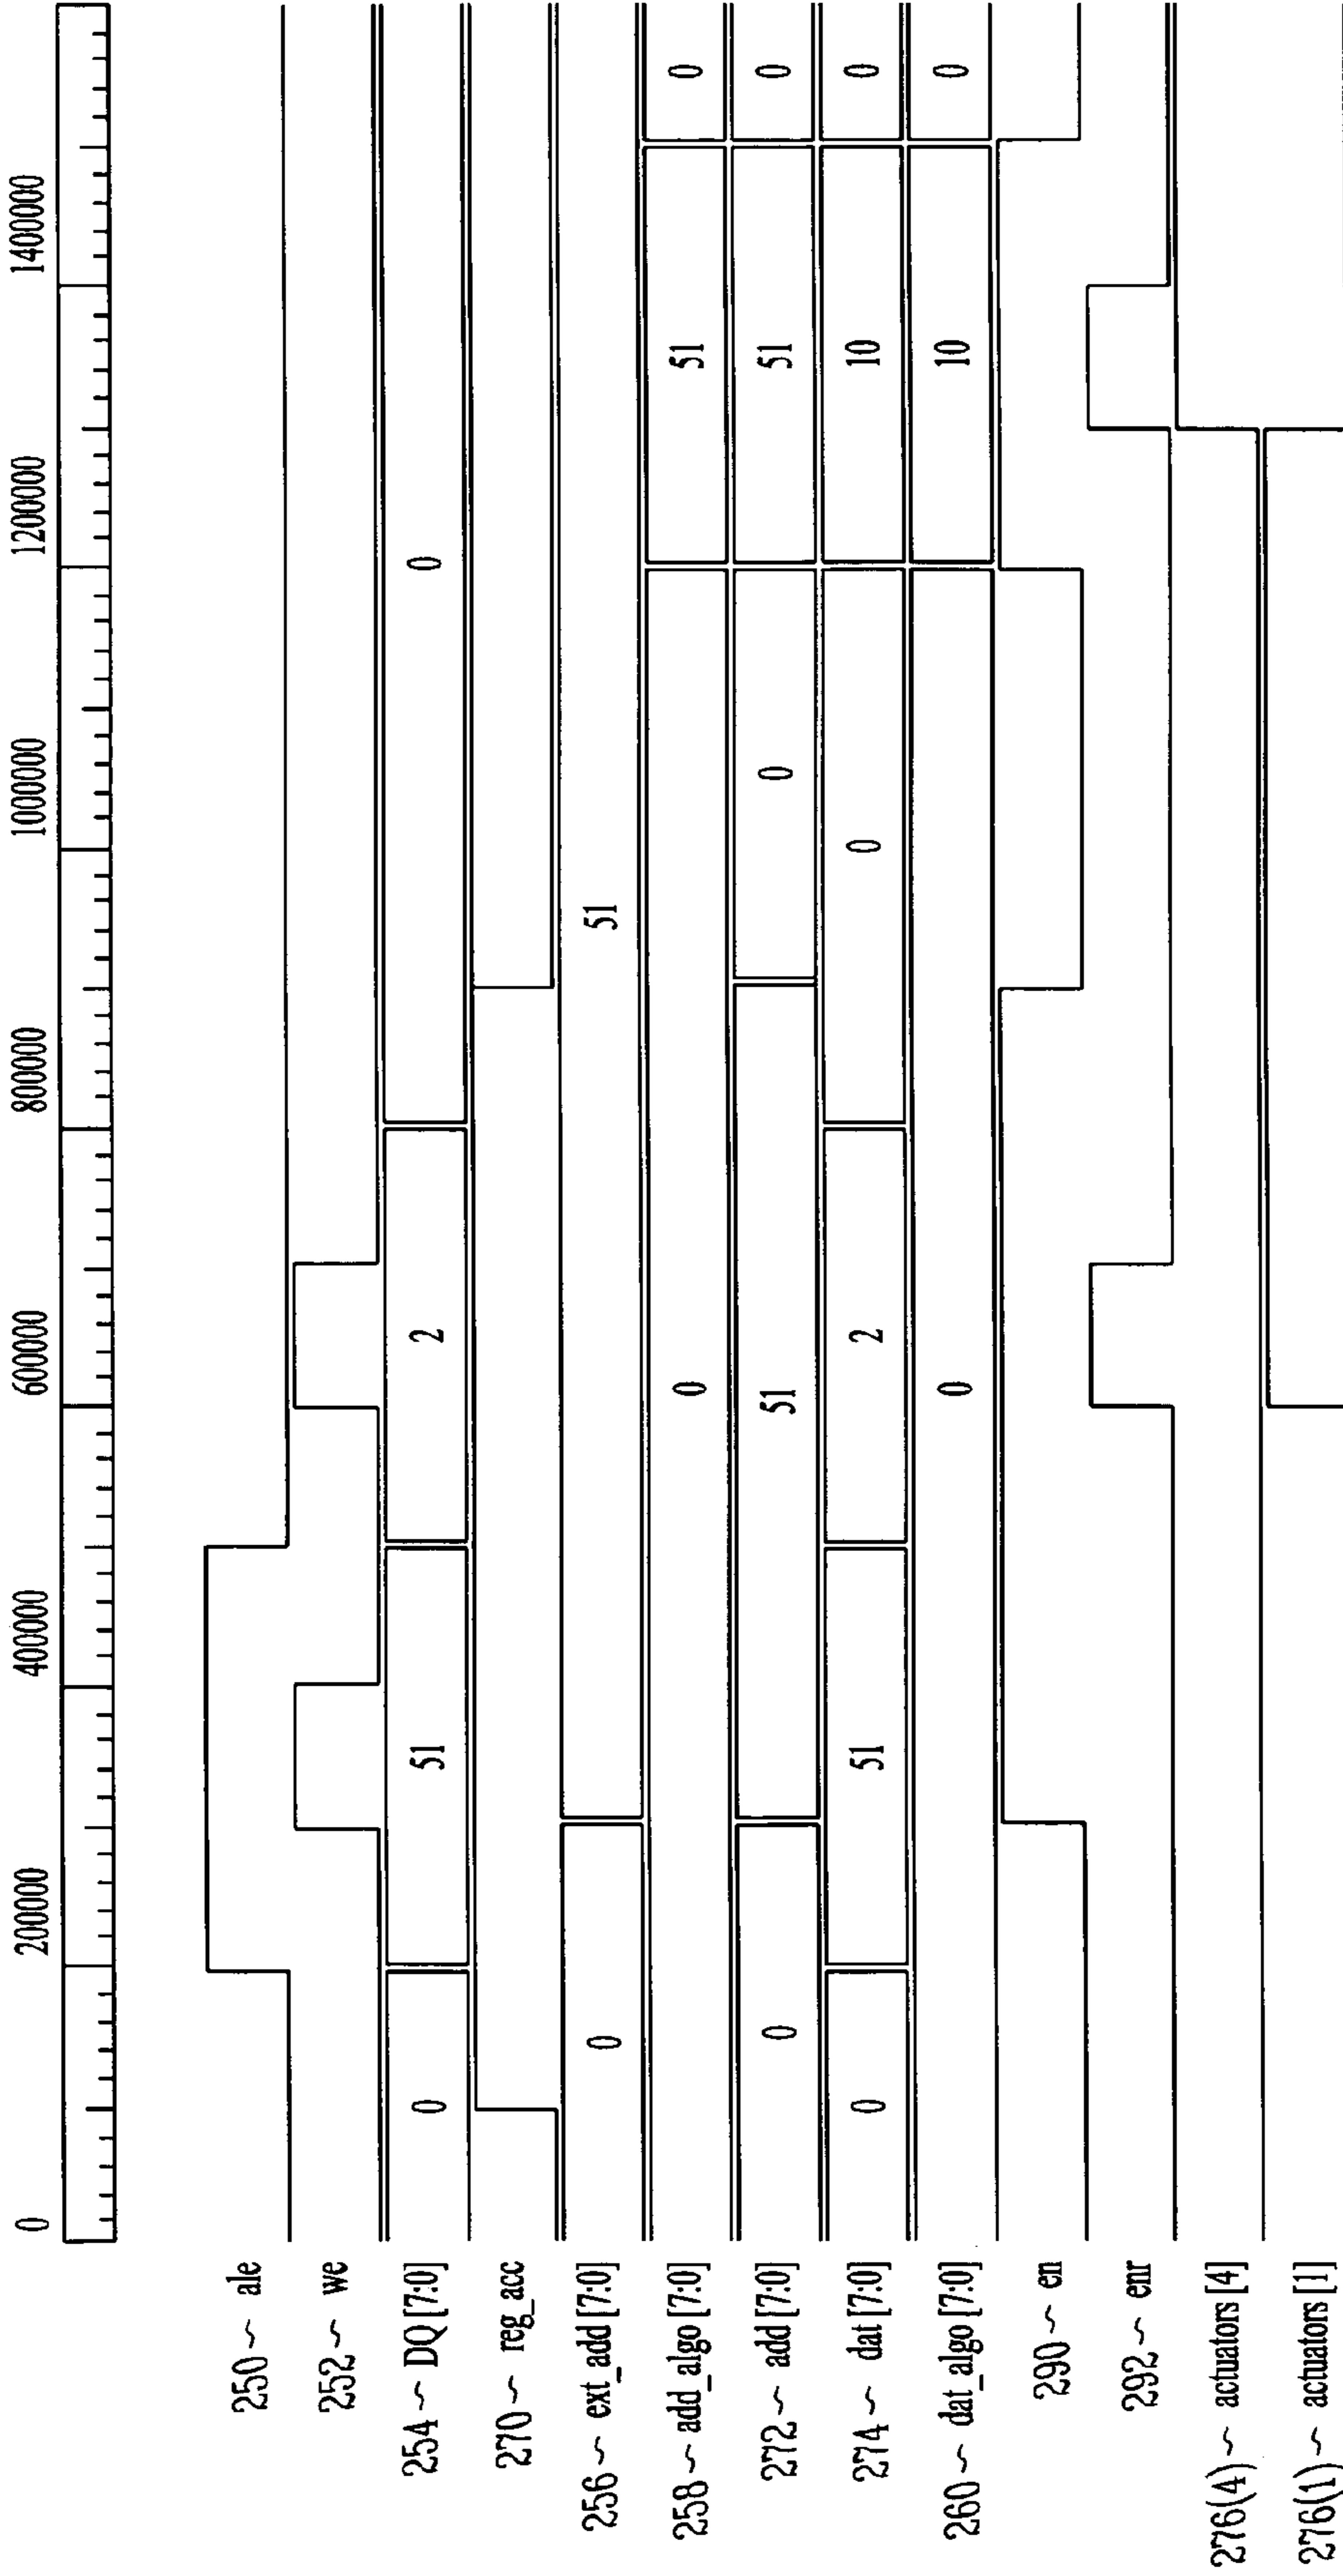 0 200000 400000 600000 800000 1000000 1200000 1400000
250~ ale
252~ we
254~ DQ [7:0] 0 51 2 0
270~ reg_acc
256~ ext_add [7:0] 0 51
258~ add_algo [7:0] 0 51 0
272~ add [7:0] 0 51 0 51 0
274~ dat [7:0] 0 51 2 0 10 0
260~ dat_algo [7:0] 0 10 0
290~ en
292~ enr
276(4)~ actuators [4]
276(1)~ actuators [1]